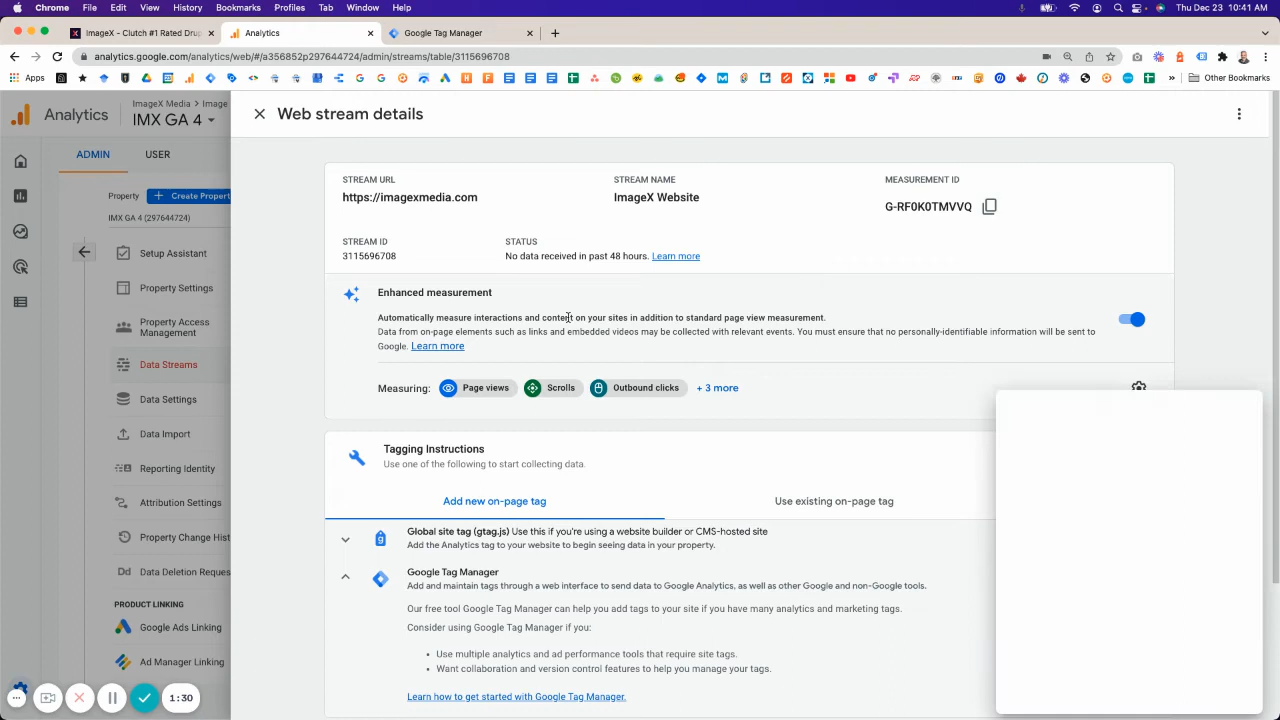 Chrome File Edit View History Bookmarks Profiles Tab Window Help
Thu Dec 23 10:41 AM
ImageX - Clutch #1 Rated Drup
Analytics
Google Tag Manager
analytics.google.com/analytics/web/#/a356852p297644724/admin/streams/table/3115696708
Apps
Other Bookmarks
Analytics
ImageX Media > Image
IMX GA 4
Web stream details
ADMIN
USER
Property
Create Propert
IMX GA 4 (297644724)
Setup Assistant
Property Settings
Property Access
Management
Data Streams
Data Settings
Data Import
Reporting Identity
Attribution Settings
Property Change Hist
Dd Data Deletion Reques
PRODUCT LINKING
Google Ads Linking
Ad Manager Linking
STREAM URL
https://imagexmedia.com
STREAM NAME
ImageX Website
MEASUREMENT ID
G-RF0K0TMVVQ
STREAM ID
3115696708
STATUS
No data received in past 48 hours. Learn more
Enhanced measurement
Automatically measure interactions and content on your sites in addition to standard page view measurement.
Data from on-page elements such as links and embedded videos may be collected with relevant events. You must ensure that no personally-identifiable information will be sent to
Google. Learn more
Measuring: Page views Scrolls Outbound clicks + 3 more
Tagging Instructions
Use one of the following to start collecting data.
Add new on-page tag
Use existing on-page tag
Global site tag (gtag.js) Use this if you're using a website builder or CMS-hosted site
Add the Analytics tag to your website to begin seeing data in your property.
Google Tag Manager
Add and maintain tags through a web interface to send data to Google Analytics, as well as other Google and non-Google tools.
Our free tool Google Tag Manager can help you add tags to your site if you have many analytics and marketing tags.
Consider using Google Tag Manager if you:
• Use multiple analytics and ad performance tools that require site tags.
• Want collaboration and version control features to help you manage your tags.
Learn how to get started with Google Tag Manager.
1:30